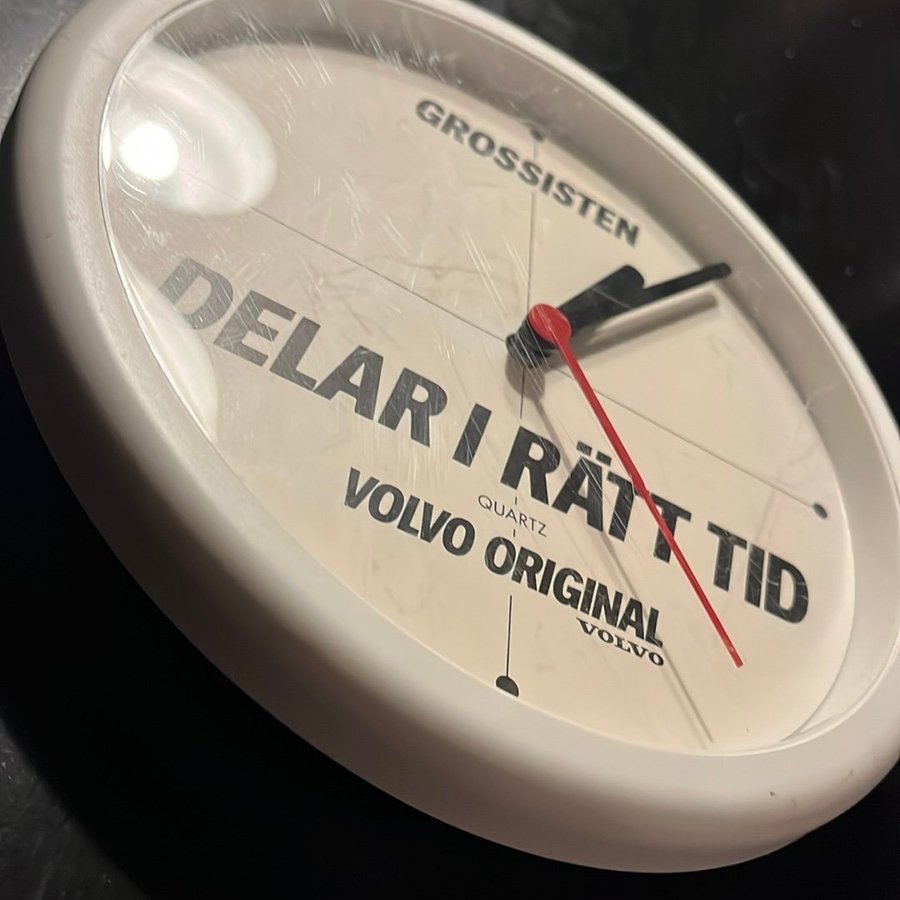 GROSSISTEN
DELAR I RÄTT TID
QUARTZ
VOLVO ORIGINAL
VOLVO